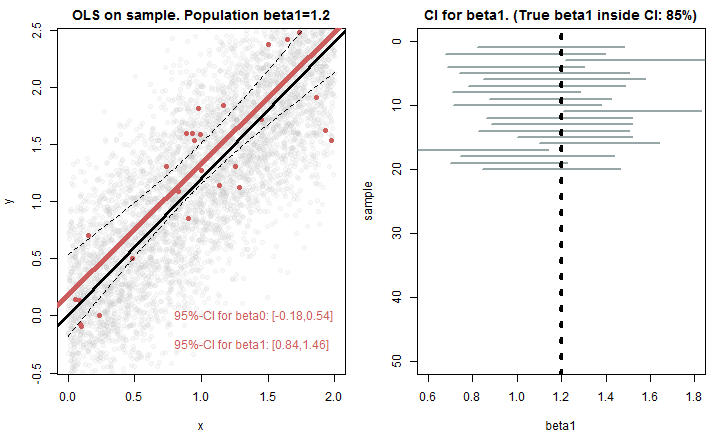 OLS on sample. Population beta1=1.2
y
2.5
2.0
1.5
1.0
0.5
0.0
-0.5
95%-CI for beta0: [-0.18,0.54]
95%-CI for beta1: [0.84,1.46]
0.0 0.5 1.0 1.5 2.0
x
CI for beta1. (True beta1 inside CI: 85%)
sample
0
10
20
30
40
50
0.6 0.8 1.0 1.2 1.4 1.6 1.8
beta1